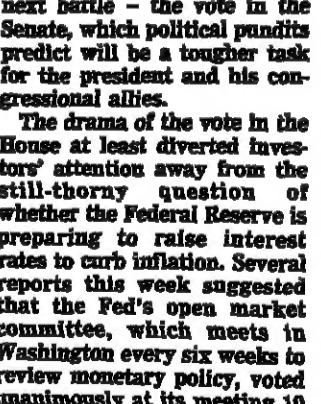 next battle – the vote in the
Senate, which political pundits
predict will be a tougher task
for the president and his con-
gressional allies.
The drama of the vote in the
House at least diverted inves-
tors' attention away from the
still-thorny question of
whether the Federal Reserve is
preparing to raise interest
rates to curb inflation. Several
reports this week suggested
that the Fed's open market
committee, which meets in
Washington every six weeks to
review monetary policy, voted
unanimously at its meeting 10